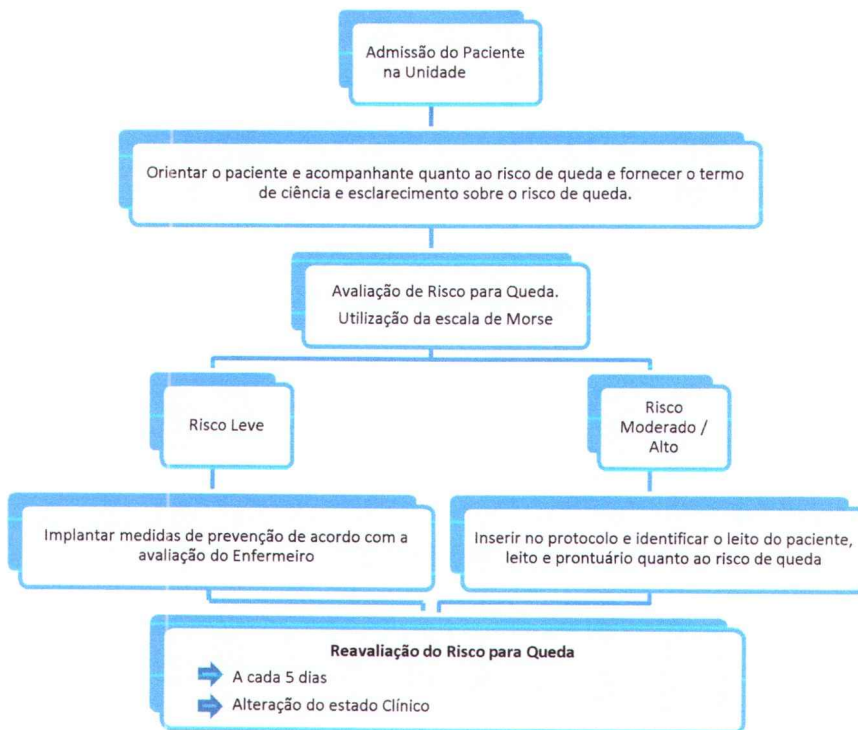 Admissão do Paciente
na Unidade
Orientar o paciente e acompanhante quanto ao risco de queda e fornecer o termo
de ciência e esclarecimento sobre o risco de queda.
Avaliação de Risco para Queda.
Utilização da escala de Morse
Risco Leve
Risco
Moderado /
Alto
Implantar medidas de prevenção de acordo com a
avaliação do Enfermeiro
Inserir no protocolo e identificar o leito do paciente,
leito e prontuário quanto ao risco de queda
Reavaliação do Risco para Queda
A cada 5 dias
Alteração do estado Clínico